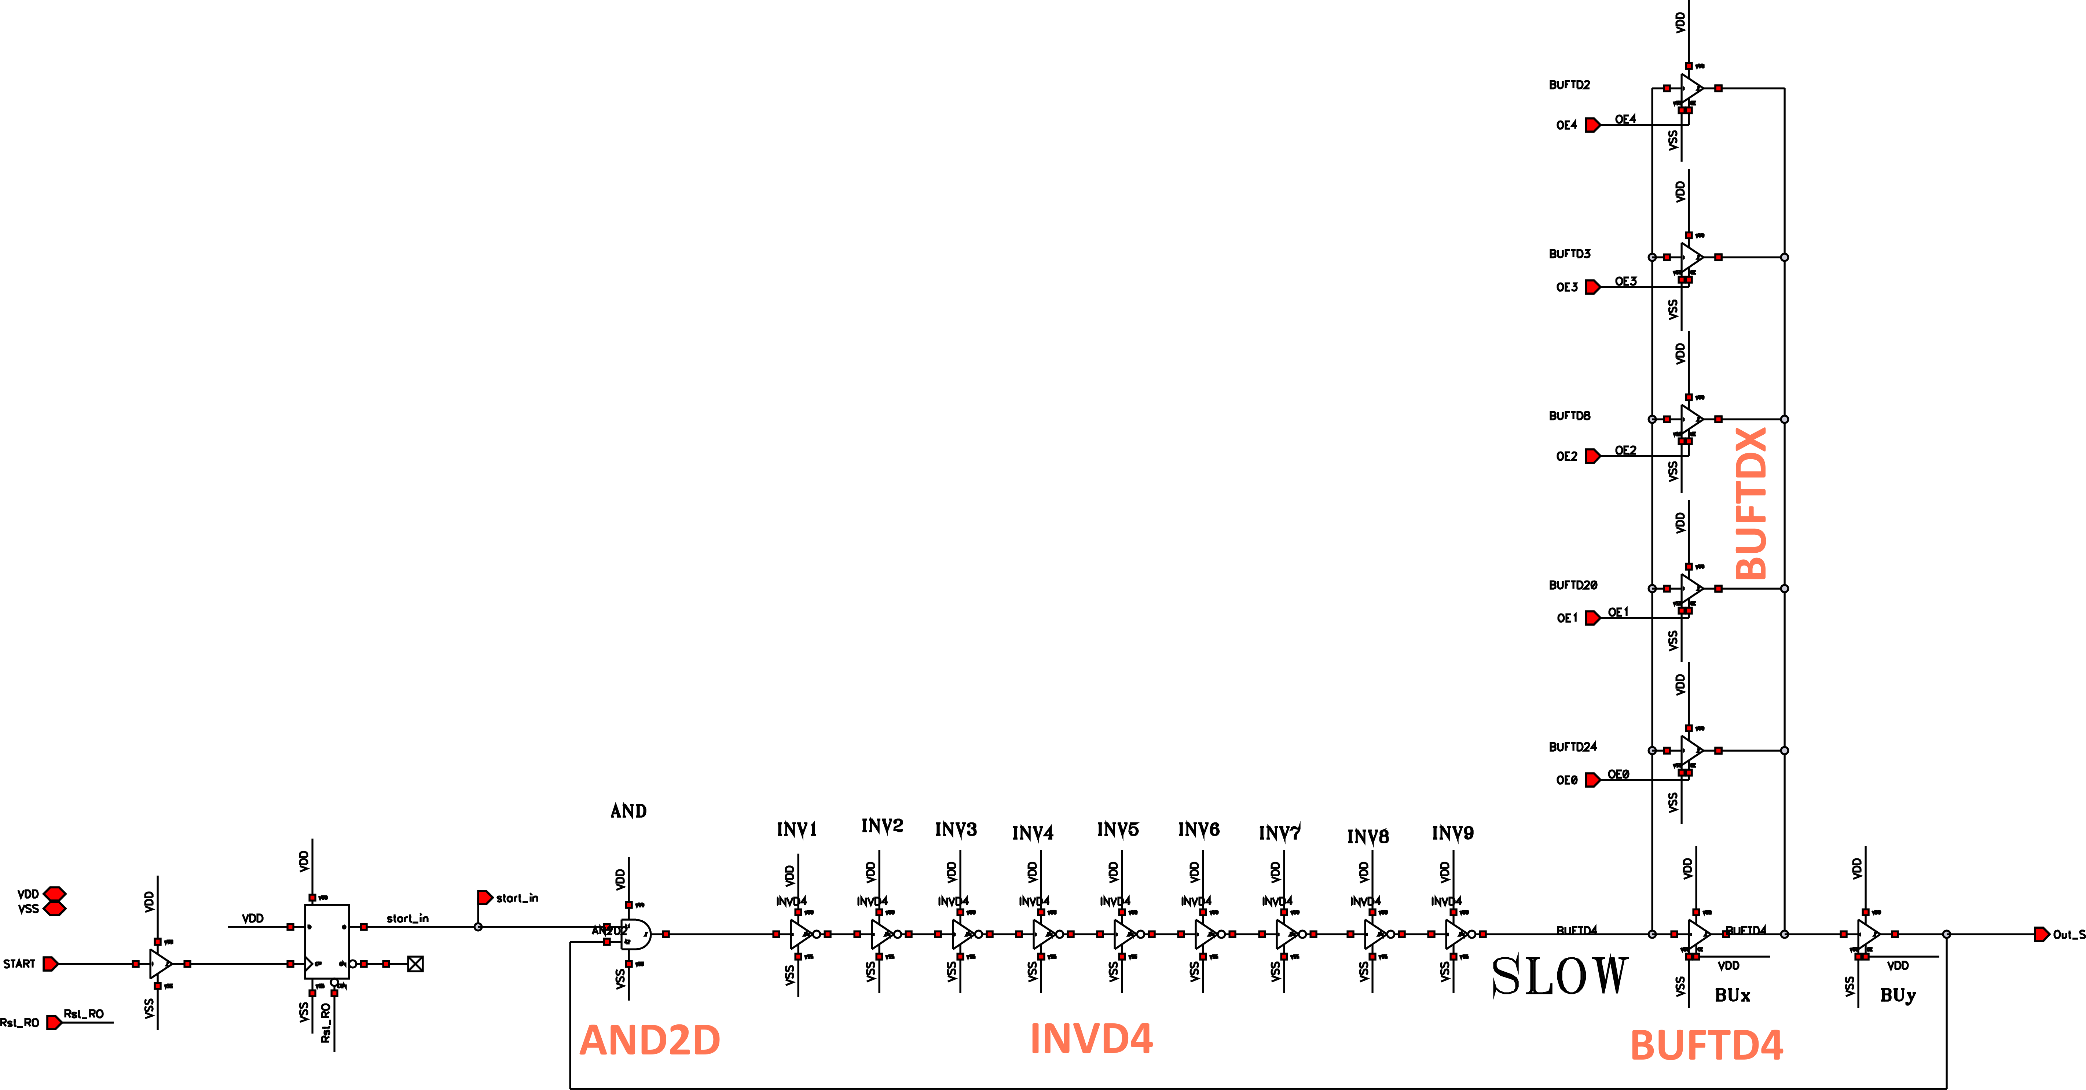 VDD
BUFTD2
OE4 OE4
VSS
VDD
BUFTD3
OE3 OE3
VSS
VDD
BUFTD8
OE2 OE2
VSS
BUFTDX
VDD
BUFTD20
OE1 OE1
VSS
VDD
BUFTD24
OE0 OE0
VSS
AND
INV1 INV2 INV3 INV4 INV5 INV6 INV7 INV8 INV9
VDD VDD VDD VDD VDD VDD VDD VDD VDD VDD VDD VDD VDD VDD
VDD
VSS
INVD4 INVD4 INVD4 INVD4 INVD4 INVD4 INVD4 INVD4 INVD4
start_in
VDD
start_in
AN2D2
BUFTD4 BUFTD4
Out_S
START
VSS VSS VSS VSS VSS VSS VSS VSS VSS VSS VSS VSS VSS VSS
VDD VDD
SLOW
BUx BUy
Rst_RO Rst_RO
Rst_RO
AND2D INVD4 BUFTD4